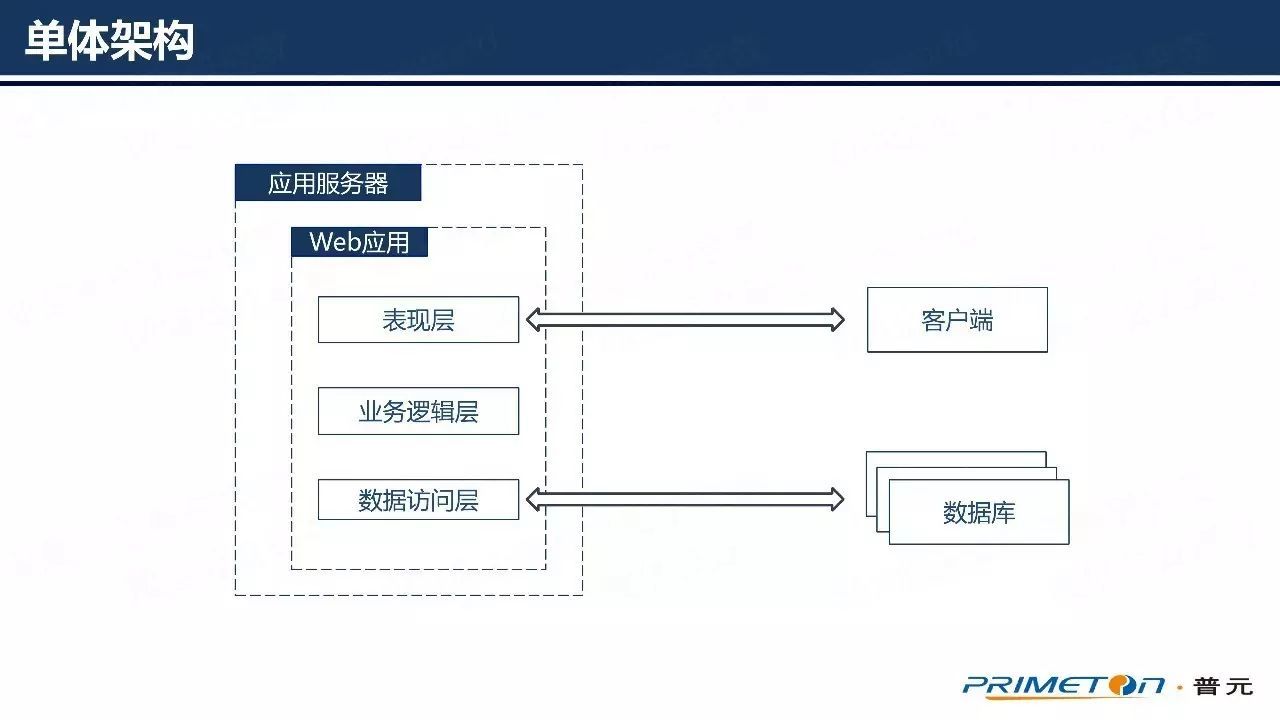 单体架构
应用服务器
Web应用
表现层
客户端
业务逻辑层
数据访问层
数据库
PRIMETON · 普元